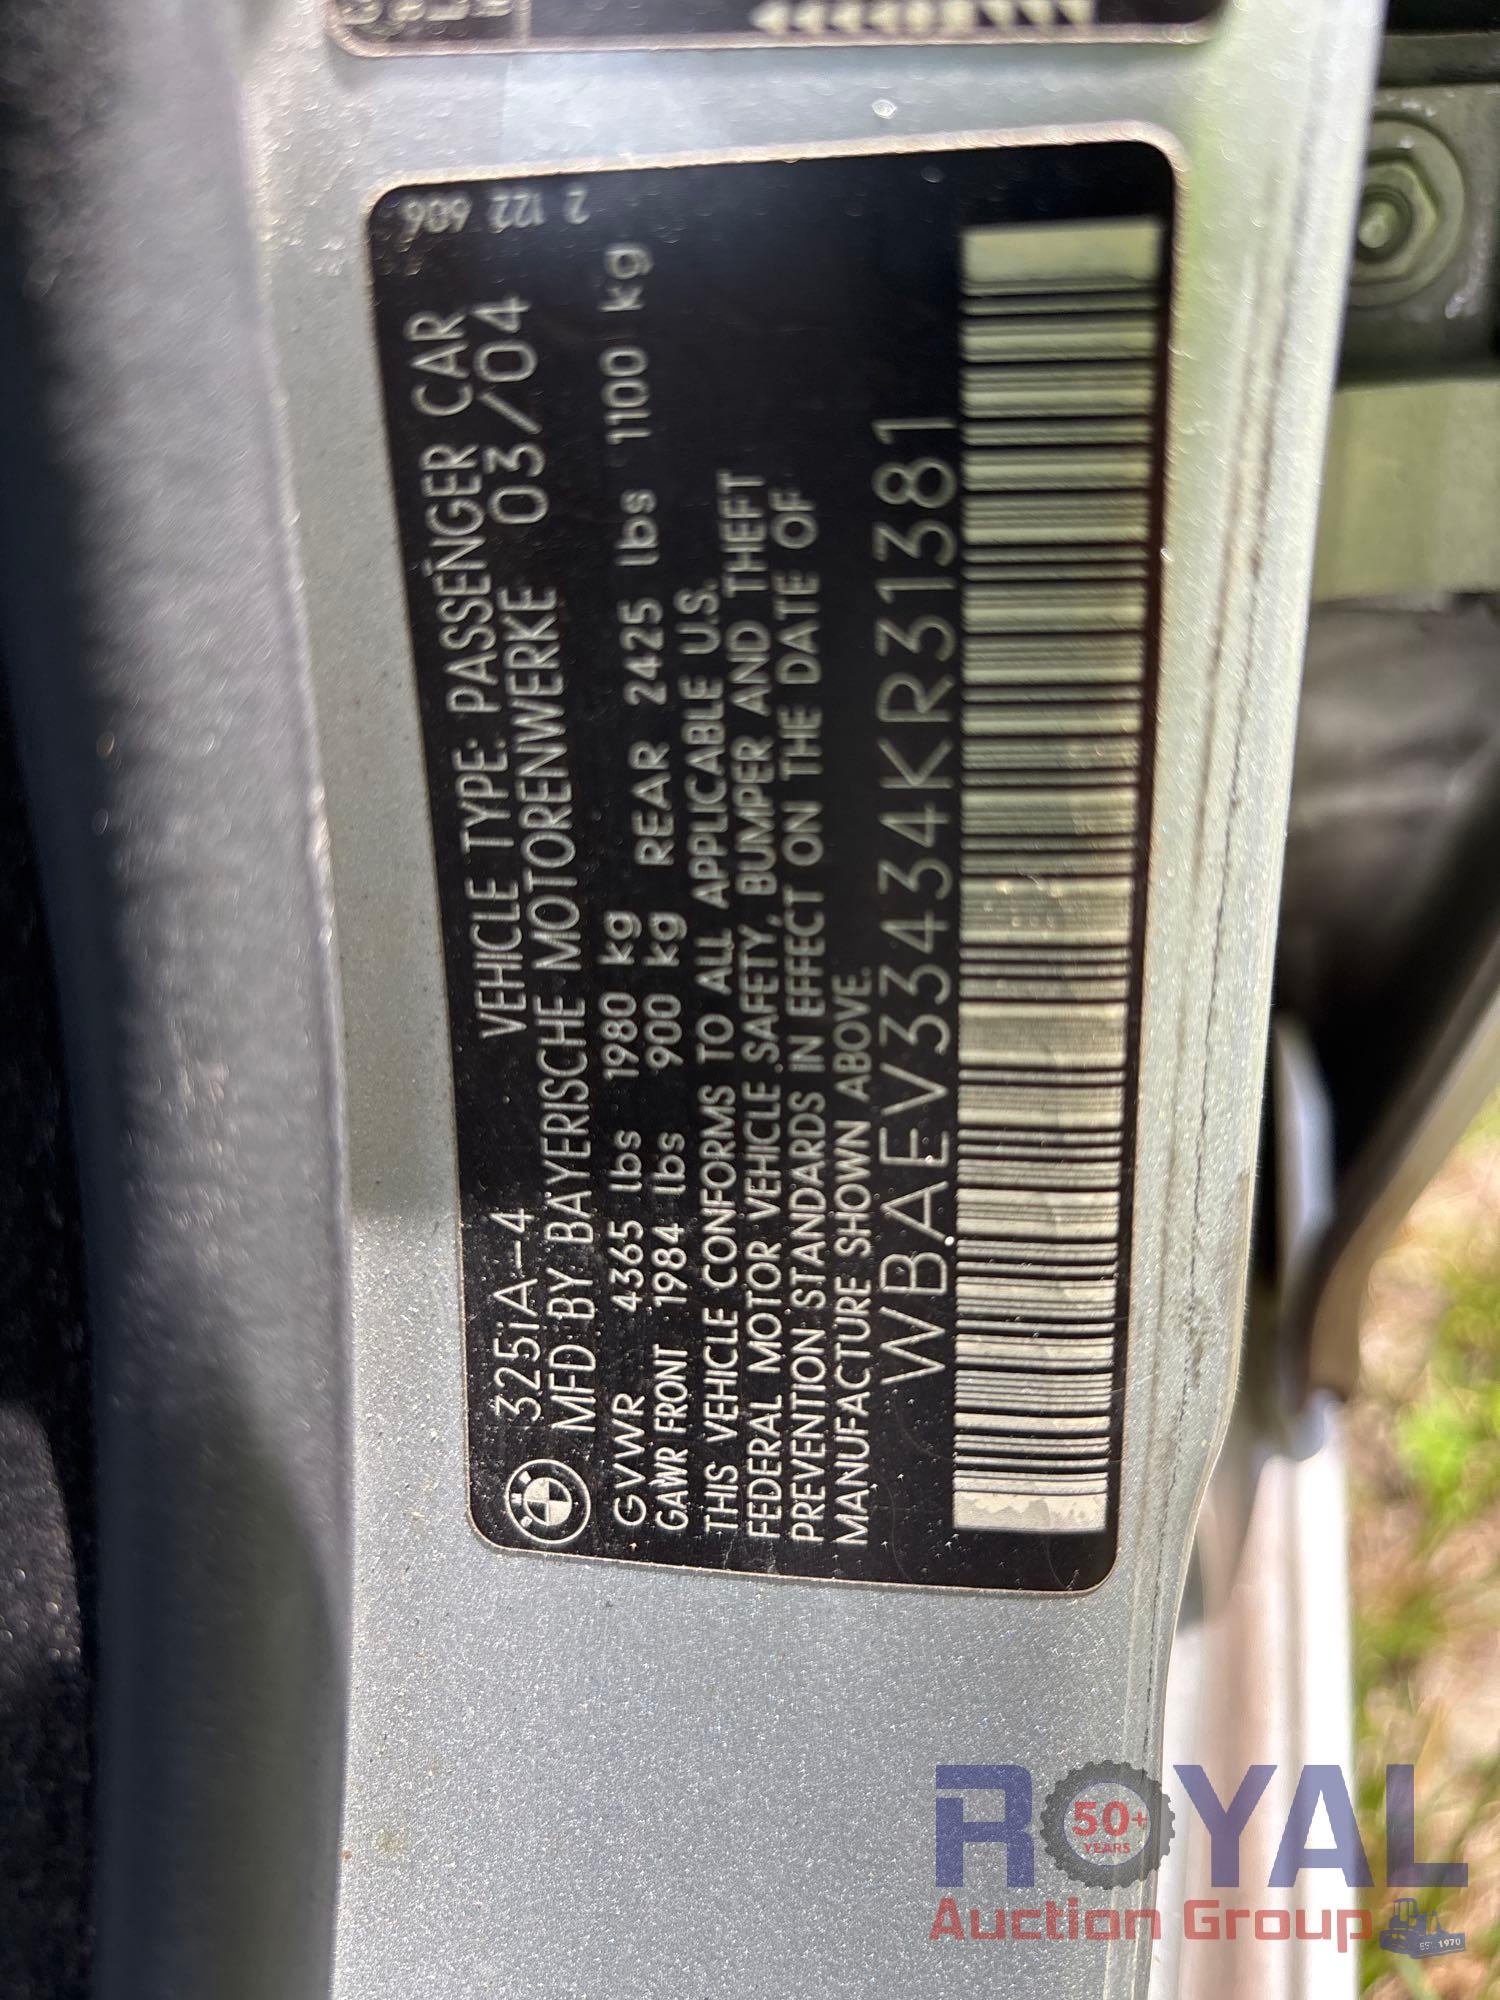 325iA-4 VEHICLE TYPE: PASSENGER CAR
MFD BY BAYERISCHE MOTORENWERKE 03/04
GVWR 4365 lbs 1980 kg
GAWR FRONT 1984 lbs 900 kg REAR 2425 lbs 1100 kg
THIS VEHICLE CONFORMS TO ALL APPLICABLE U.S.
FEDERAL MOTOR VEHICLE SAFETY, BUMPER AND THEFT
PREVENTION STANDARDS IN EFFECT ON THE DATE OF
MANUFACTURE SHOWN ABOVE.
WBAEV33434KR31381
2 122 606
ROYAL
50+
YEARS
Auction Group
EST. 1970